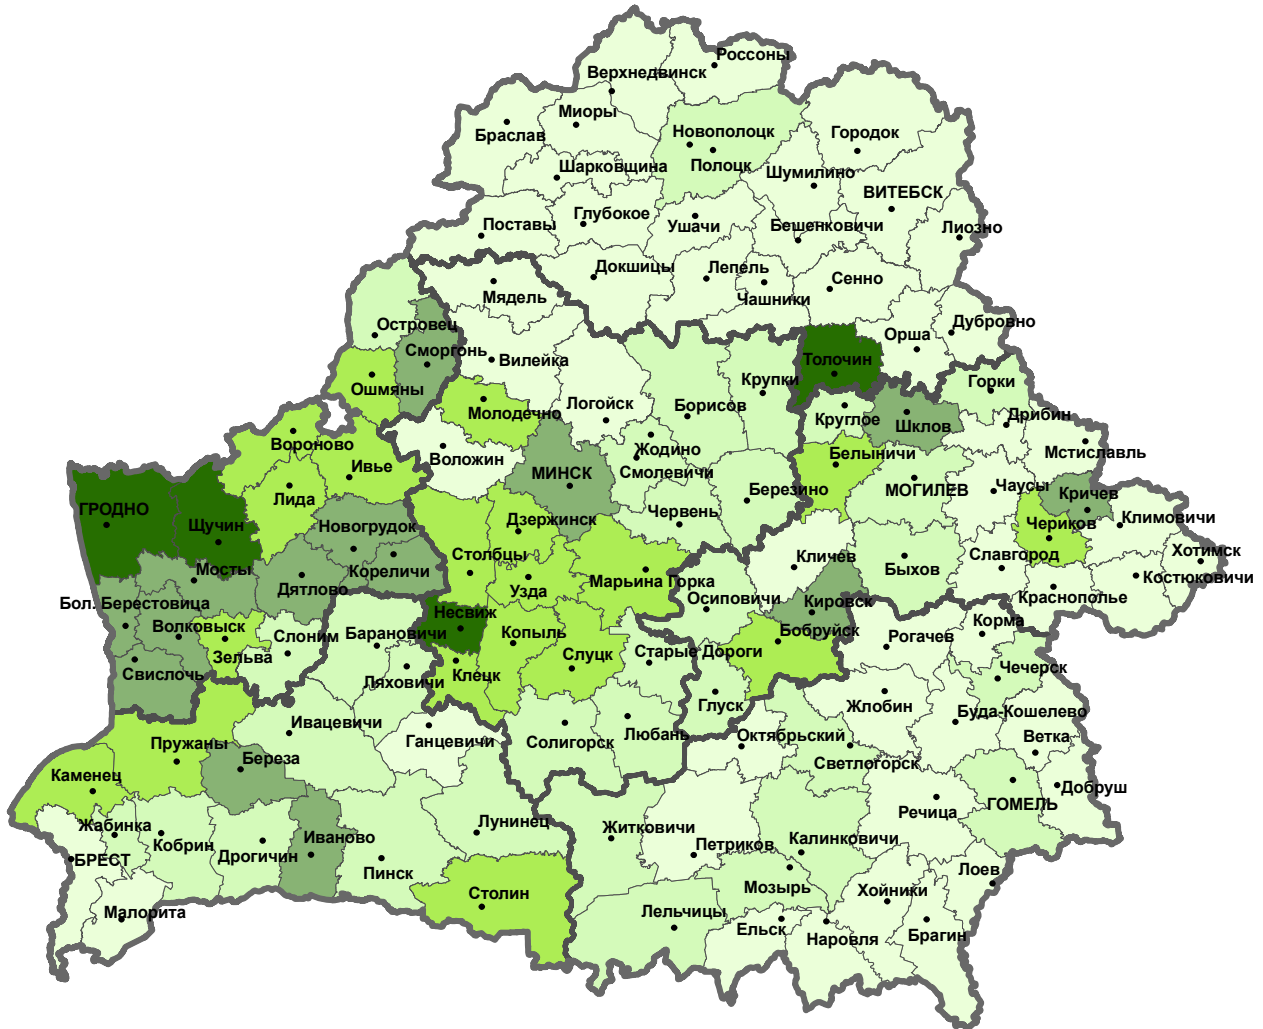 Россоны
Верхнедвинск
Миоры
Браслав
Новополоцк
Городок
Полоцк
Шарковщина
Шумилино
ВИТЕБСК
Глубокое
Поставы
Ушачи
Бешенковичи
Лиозно
Докшицы
Лепель
Сенно
Мядель
Чашники
Островец
Дубровно
Орша
Сморгонь
Вилейка
Толочин
Крупки
Горки
Ошмяны
Молодечно
Логойск
Борисов
Дрибин
Круглое
Шклов
Вороново
Жодино
Мстиславль
Воложин
Белыничи
Ивье
МИНСК
Смолевичи
Лида
Березино
МОГИЛЕВ
Чаусы
Кричев
ГРОДНО
Червень
Климовичи
Щучин
Новогрудок
Дзержинск
Чериков
Столбцы
Кличев
Славгород
Хотимск
Мосты
Кореличи
Быхов
Костюковичи
Дятлово
Узда
Марьина Горка
Осиповичи
Краснополье
Бол. Берестовица
Кировск
Несвиж
Корма
Волковыск
Слоним
Барановичи
Копыль
Бобруйск
Рогачев
Зельва
Слуцк
Старые Дороги
Чечерск
Свислочь
Ляховичи
Клецк
Глуск
Жлобин
Буда-Кошелево
Ивацевичи
Любань
Октябрьский
Ветка
Пружаны
Ганцевичи
Солигорск
Береза
Светлогорск
Каменец
Добруш
ГОМЕЛЬ
Речица
Жабинка
Лунинец
Житковичи
Иваново
Калинковичи
Кобрин
Петриков
БРЕСТ
Дрогичин
Пинск
Лоев
Мозырь
Хойники
Столин
Малорита
Лельчицы
Ельск
Наровля
Брагин